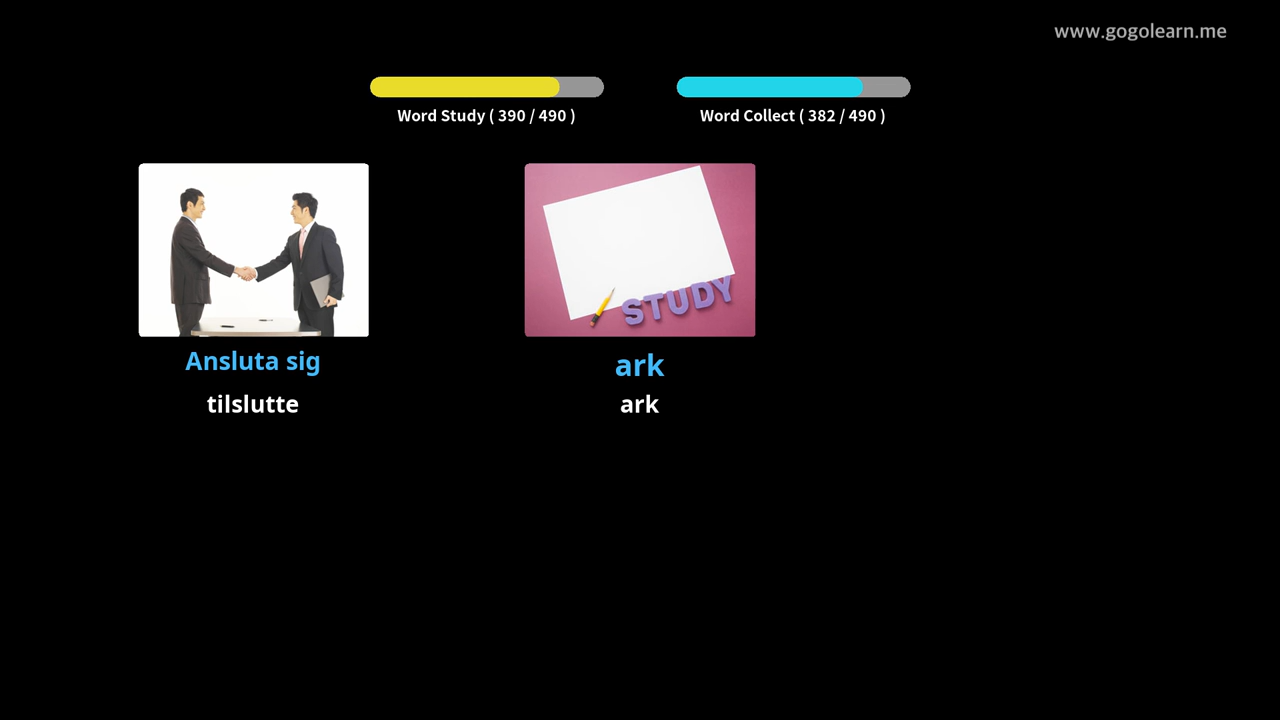 www.gogolearn.me
Word Study ( 390 / 490 )
Word Collect ( 382 / 490 )
STUDY
Ansluta sig
tilslutte
ark
ark